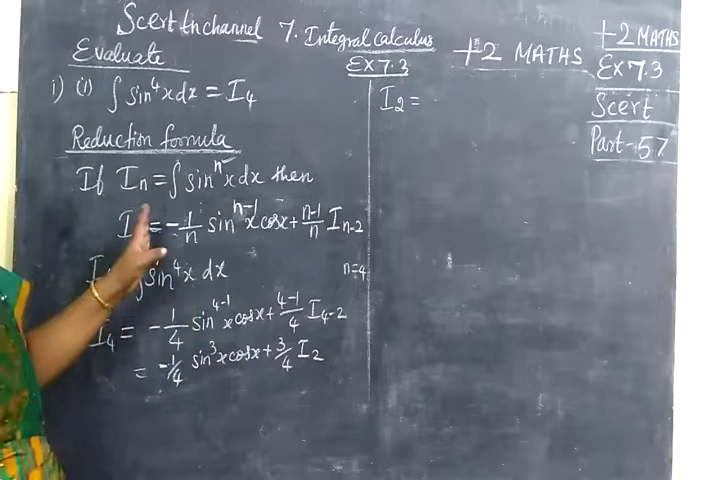 Scert tn channel 7. Integral calculus
Evaluate
EX 7.3
1) (i) ∫ sin⁴x dx = I₄
Reduction formula
If Iₙ = ∫ sinⁿx dx then
I = -1/n sinⁿ⁻¹x cosx + n-1/n Iₙ₋₂
I ∫ sin⁴x dx n=4
I₄ = -1/4 sin⁴⁻¹x cosx + 4-1/4 I₄₋₂
= -1/4 sin³x cosx + 3/4 I₂
I₂ =
+2 MATHS
+2 MATHS
EX 7.3
Scert
Part-57